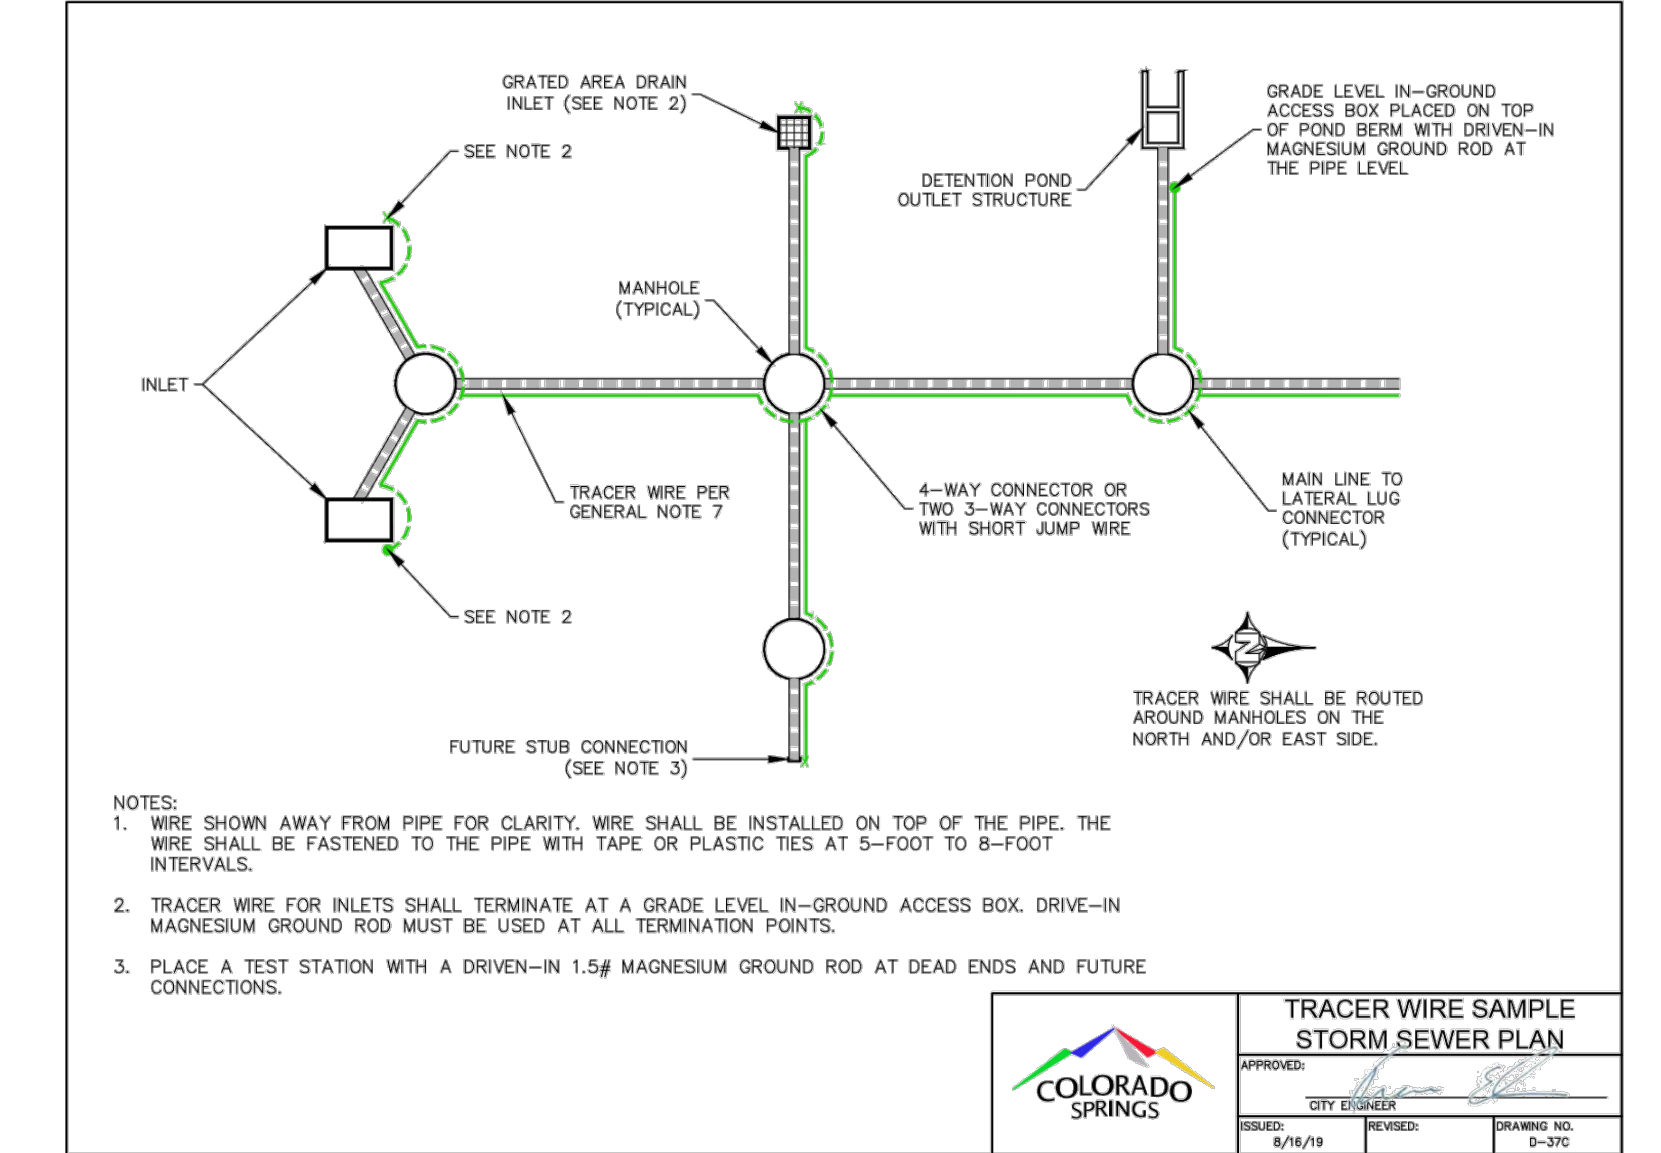 GRATED AREA DRAIN
INLET (SEE NOTE 2)
GRADE LEVEL IN-GROUND
ACCESS BOX PLACED ON TOP
OF POND BERM WITH DRIVEN-IN
MAGNESIUM GROUND ROD AT
THE PIPE LEVEL
SEE NOTE 2
DETENTION POND
OUTLET STRUCTURE
MANHOLE
(TYPICAL)
INLET
TRACER WIRE PER
GENERAL NOTE 7
4-WAY CONNECTOR OR
TWO 3-WAY CONNECTORS
WITH SHORT JUMP WIRE
MAIN LINE TO
LATERAL LUG
CONNECTOR
(TYPICAL)
SEE NOTE 2
N
TRACER WIRE SHALL BE ROUTED
AROUND MANHOLES ON THE
NORTH AND/OR EAST SIDE.
FUTURE STUB CONNECTION
(SEE NOTE 3)
NOTES:
1. WIRE SHOWN AWAY FROM PIPE FOR CLARITY. WIRE SHALL BE INSTALLED ON TOP OF THE PIPE. THE
WIRE SHALL BE FASTENED TO THE PIPE WITH TAPE OR PLASTIC TIES AT 5-FOOT TO 8-FOOT
INTERVALS.
2. TRACER WIRE FOR INLETS SHALL TERMINATE AT A GRADE LEVEL IN-GROUND ACCESS BOX. DRIVE-IN
MAGNESIUM GROUND ROD MUST BE USED AT ALL TERMINATION POINTS.
3. PLACE A TEST STATION WITH A DRIVEN-IN 1.5# MAGNESIUM GROUND ROD AT DEAD ENDS AND FUTURE
CONNECTIONS.
COLORADO
SPRINGS
TRACER WIRE SAMPLE
STORM SEWER PLAN
APPROVED:
CITY ENGINEER
ISSUED:
8/16/19
REVISED:
DRAWING NO.
D-37C